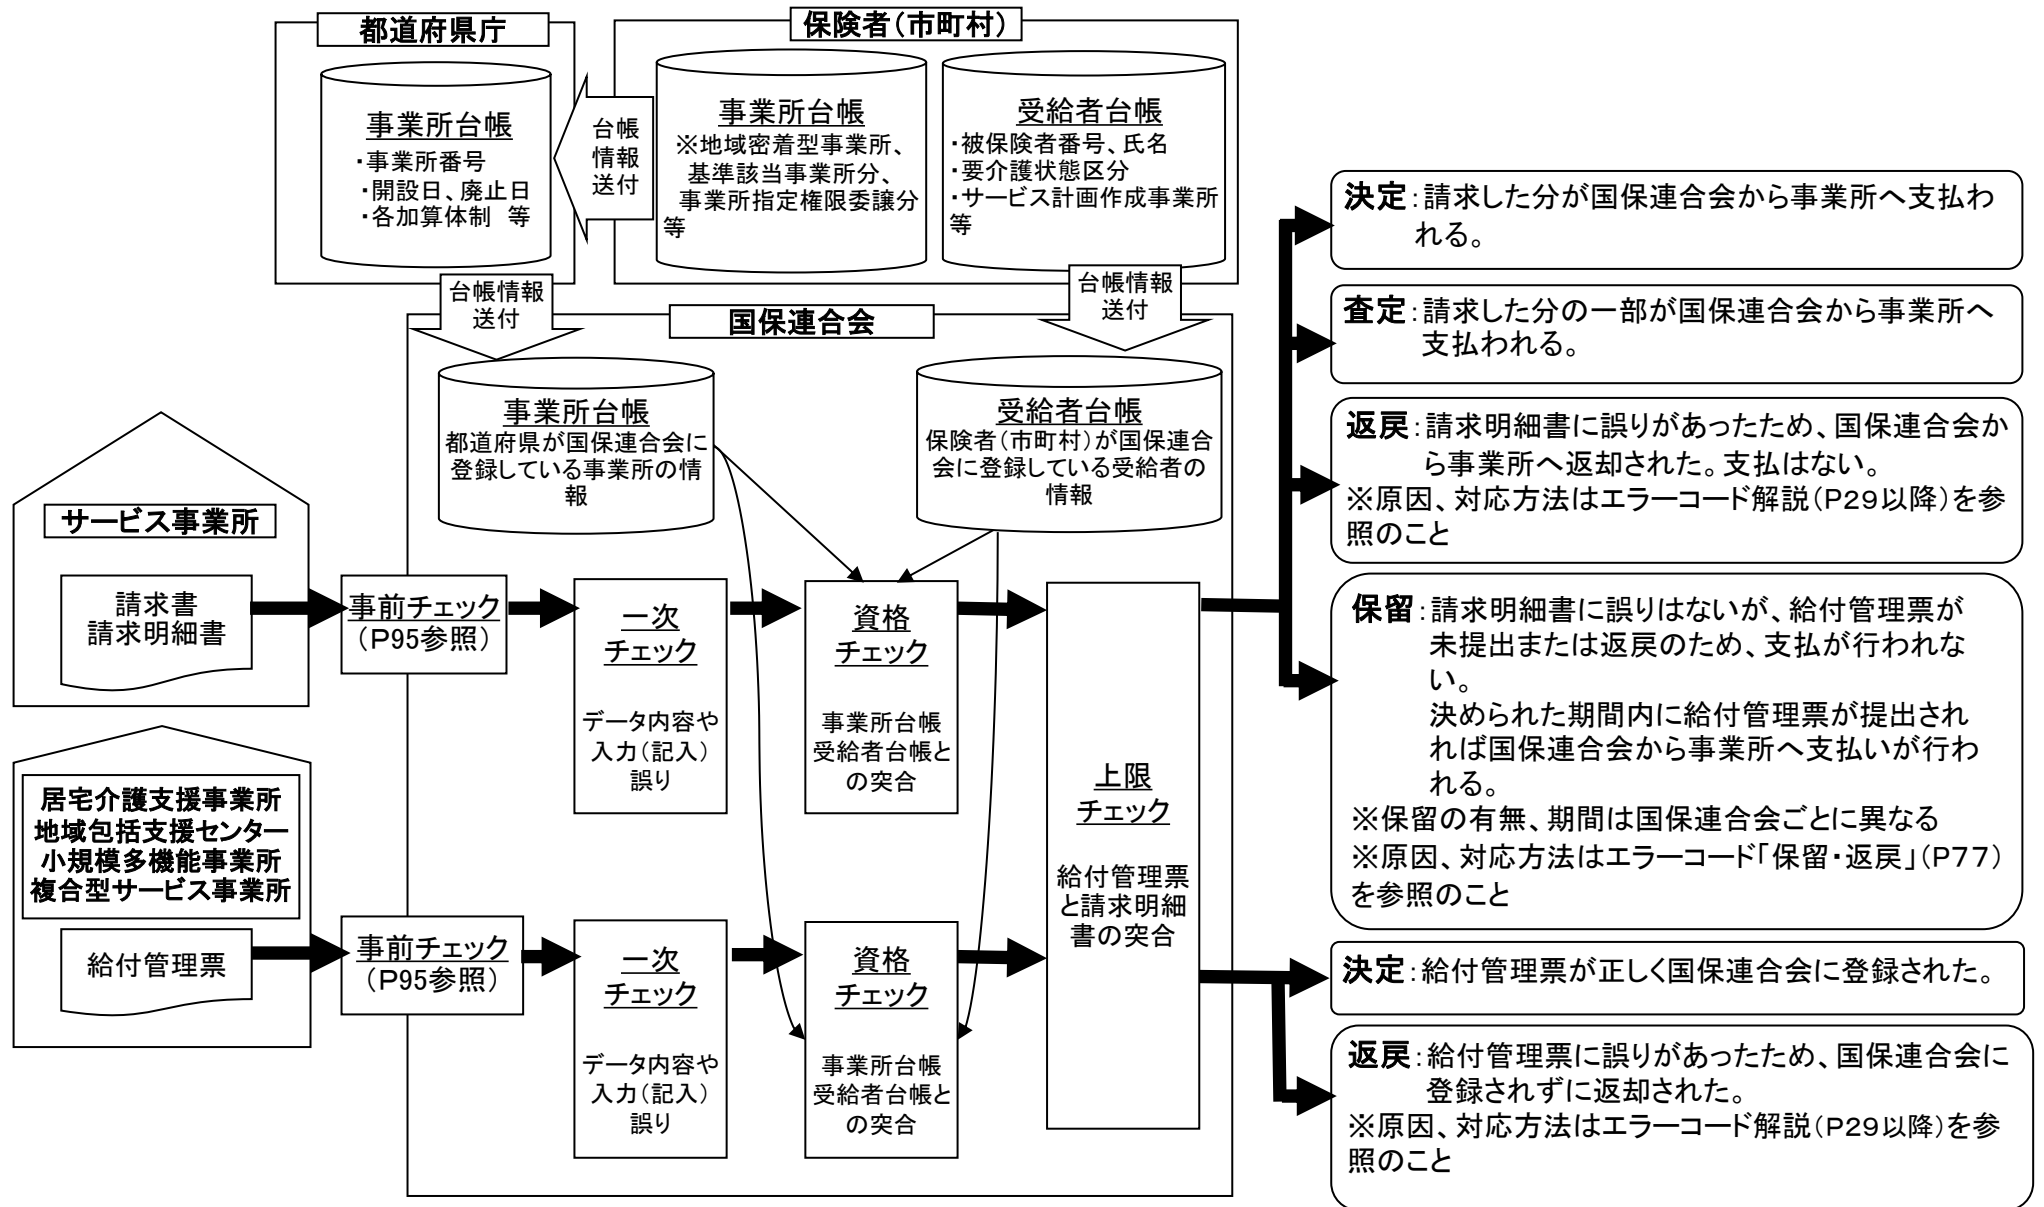 都道府県庁
事業所台帳
・事業所番号
・開設日、廃止日
・各加算体制　等
台帳
情報
送付
保険者（市町村）
事業所台帳
※地域密着型事業所、
基準該当事業所分、
事業所指定権限委譲分
等
受給者台帳
・被保険者番号、氏名
・要介護状態区分
・サービス計画作成事業所
等
台帳情報
送付
台帳情報
送付
国保連合会
事業所台帳
都道府県が国保連合会に
登録している事業所の情
報
受給者台帳
保険者（市町村）が国保連合
会に登録している受給者の
情報
サービス事業所
請求書
請求明細書
事前チェック
（P95参照）
一次
チェック
データ内容や
入力（記入）
誤り
資格
チェック
事業所台帳
受給者台帳と
の突合
上限
チェック
給付管理票
と請求明細
書の突合
居宅介護支援事業所
地域包括支援センター
小規模多機能事業所
複合型サービス事業所
給付管理票
事前チェック
（P95参照）
一次
チェック
データ内容や
入力（記入）
誤り
資格
チェック
事業所台帳
受給者台帳と
の突合
決定：請求した分が国保連合会から事業所へ支払わ
れる。
査定：請求した分の一部が国保連合会から事業所へ
支払われる。
返戻：請求明細書に誤りがあったため、国保連合会か
ら事業所へ返却された。支払はない。
※原因、対応方法はエラーコード解説（P29以降）を参
照のこと
保留：請求明細書に誤りはないが、給付管理票が
未提出または返戻のため、支払が行われな
い。
決められた期間内に給付管理票が提出され
れば国保連合会から事業所へ支払いが行わ
れる。
※保留の有無、期間は国保連合会ごとに異なる
※原因、対応方法はエラーコード「保留・返戻」（P77）
を参照のこと
決定：給付管理票が正しく国保連合会に登録された。
返戻：給付管理票に誤りがあったため、国保連合会に
登録されずに返却された。
※原因、対応方法はエラーコード解説（P29以降）を参
照のこと